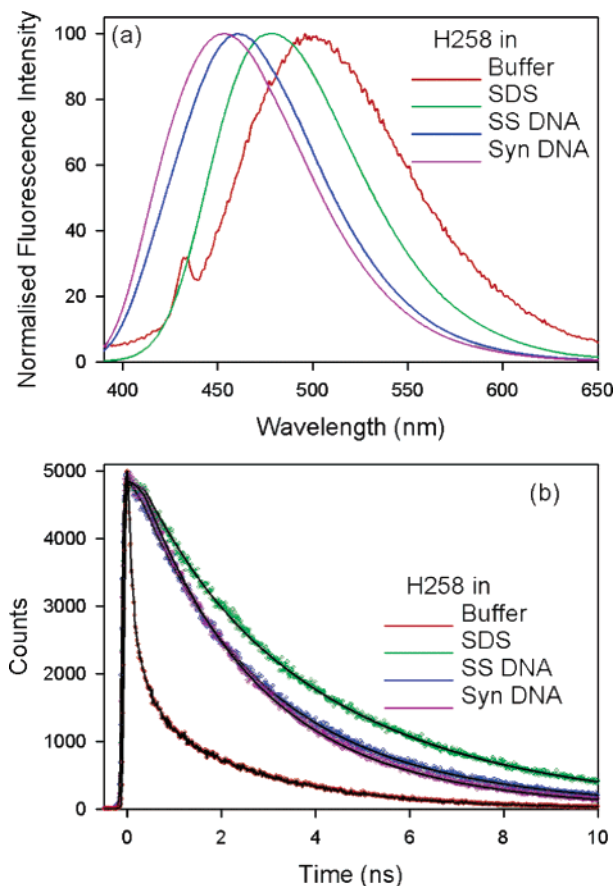 (a)
H258 in
Buffer
SDS
SS DNA
Syn DNA
Normalised Fluorescence Intensity
100
80
60
40
20
0
400 450 500 550 600 650
Wavelength (nm)
(b)
H258 in
Buffer
SDS
SS DNA
Syn DNA
Counts
5000
4000
3000
2000
1000
0
0 2 4 6 8 10
Time (ns)